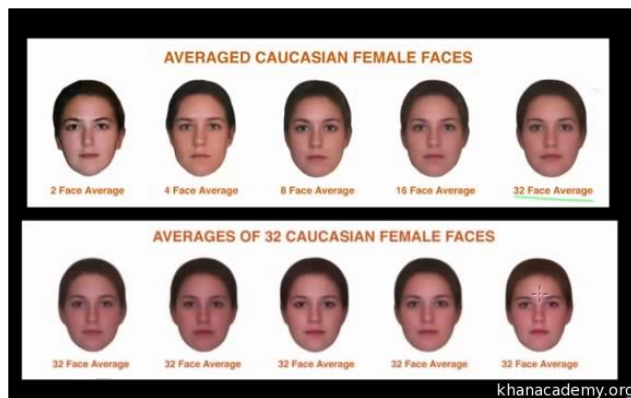 AVERAGED CAUCASIAN FEMALE FACES
2 Face Average 4 Face Average 8 Face Average 16 Face Average 32 Face Average
AVERAGES OF 32 CAUCASIAN FEMALE FACES
32 Face Average 32 Face Average 32 Face Average 32 Face Average 32 Face Average
khanacademy.org